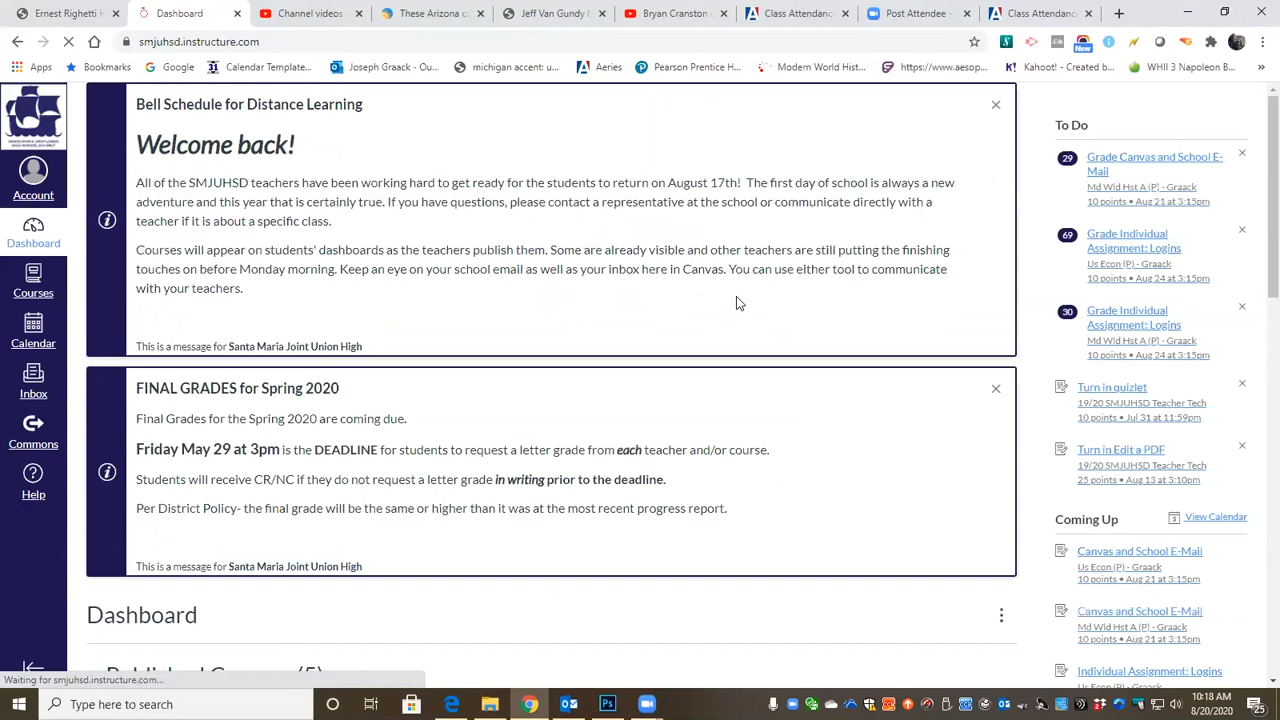 Ernest Righetti H
YouTube videos
These Arizona co
Jeff Van Gundy E
Bryan Cranston
Class Attendance
Post Attendee -
Class Attendance
smjuhsd.instructure.com
New
Apps
Bookmarks
Google
Calendar Template...
Joseph Graack - Ou...
michigan accent: u...
Aeries
Pearson Prentice H...
Modern World Hist...
https://www.aesop...
Kahoot! - Created b...
WHII 3 Napoleon B...
»
Account
Dashboard
Courses
Calendar
Inbox
Commons
Help
Bell Schedule for Distance Learning
Welcome back!
All of the SMJUHSD teachers have been working hard to get ready for the students to return on August 17th! The first day of school is always a new
adventure and this year that is certainly true. If you have questions, please contact a representative at the school or communicate directly with a
teacher if it is about a specific class.
Courses will appear on students' dashboards as the teachers publish them. Some are already visible and other teachers are still putting the finishing
touches on before Monday morning. Keep an eye on your school email as well as your inbox here in Canvas. You can use either tool to communicate
with your teachers.
This is a message for Santa Maria Joint Union High
FINAL GRADES for Spring 2020
Final Grades for the Spring 2020 are coming due.
Friday May 29 at 3pm is the DEADLINE for students to request a letter grade from each teacher and/or course.
Students will receive CR/NC if they do not request a letter grade in writing prior to the deadline.
Per District Policy- the final grade will be the same or higher than it was at the most recent progress report.
This is a message for Santa Maria Joint Union High
Dashboard
Published Courses (5)
To Do
29
Grade Canvas and School E-
Mail
Md Wld Hst A (P) - Graack
10 points • Aug 21 at 3:15pm
69
Grade Individual
Assignment: Logins
Us Econ (P) - Graack
10 points • Aug 24 at 3:15pm
30
Grade Individual
Assignment: Logins
Md Wld Hst A (P) - Graack
10 points • Aug 24 at 3:15pm
Turn in quizlet
19/20 SMJUHSD Teacher Tech
10 points • Jul 31 at 11:59pm
Turn in Edit a PDF
19/20 SMJUHSD Teacher Tech
25 points • Aug 13 at 3:10pm
Coming Up
View Calendar
Canvas and School E-Mail
Us Econ (P) - Graack
10 points • Aug 21 at 3:15pm
Canvas and School E-Mail
Md Wld Hst A (P) - Graack
10 points • Aug 21 at 3:15pm
Individual Assignment: Logins
Us Econ (P) - Graack
Waiting for smjuhsd.instructure.com...
Type here to search
10:18 AM
8/20/2020